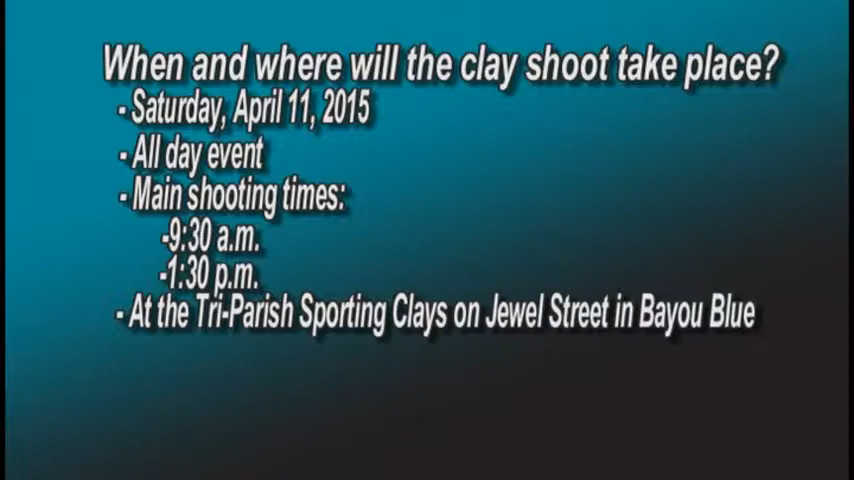 When and where will the clay shoot take place?
- Saturday, April 11, 2015
- All day event
- Main shooting times:
-9:30 a.m.
-1:30 p.m.
- At the Tri-Parish Sporting Clays on Jewel Street in Bayou Blue